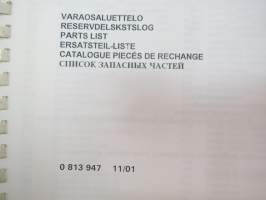 VARAOSALUETTELO
RESERVDELSKSTSLOG
PARTS LIST
ERSATSTEIL-LISTE
CATALOGUE PIECÉS DE RECHANGE
СПИСОК ЗАПАСНЫХ ЧАСТЕЙ
0 813 947 11/01